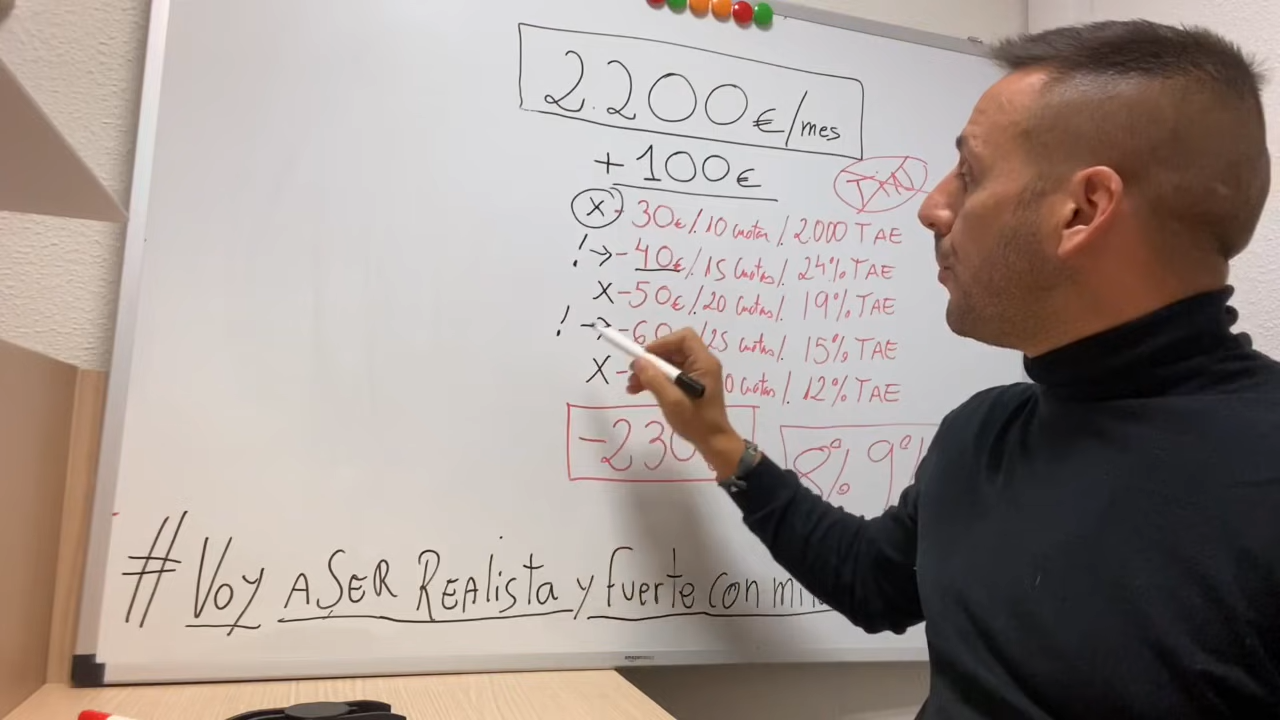 2.200€/mes
+100€
TIN
X -30€/10 cuotas/2.000 TAE
! → -40€/15 cuotas/24% TAE
X -50€/20 cuotas/19% TAE
! → -60 /25 cuotas/15% TAE
X - 0 cuotas/12% TAE
-230
8% 9%
# Voy A SER REAlista y fuerte con